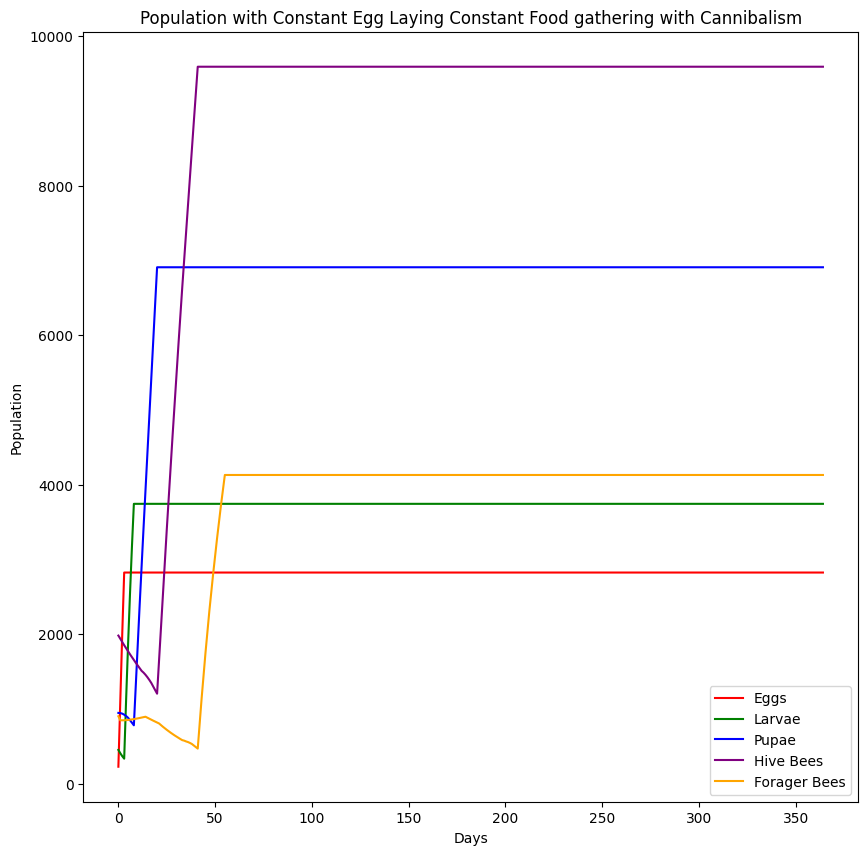 Population with Constant Egg Laying Constant Food gathering with Cannibalism
10000
8000
6000
4000
2000
0
Population
0 50 100 150 200 250 300 350
Days
Eggs
Larvae
Pupae
Hive Bees
Forager Bees